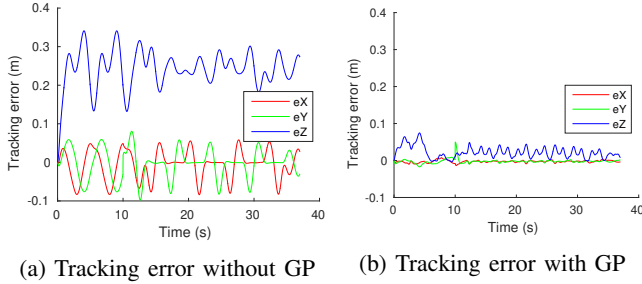 0.4
0.3
0.2
0.1
0
-0.1
Tracking error (m)
eX
eY
eZ
0 10 20 30 40
Time (s)
(a) Tracking error without GP
0.4
0.3
0.2
0.1
0
-0.1
Tracking error (m)
eX
eY
eZ
0 10 20 30 40
Time (s)
(b) Tracking error with GP